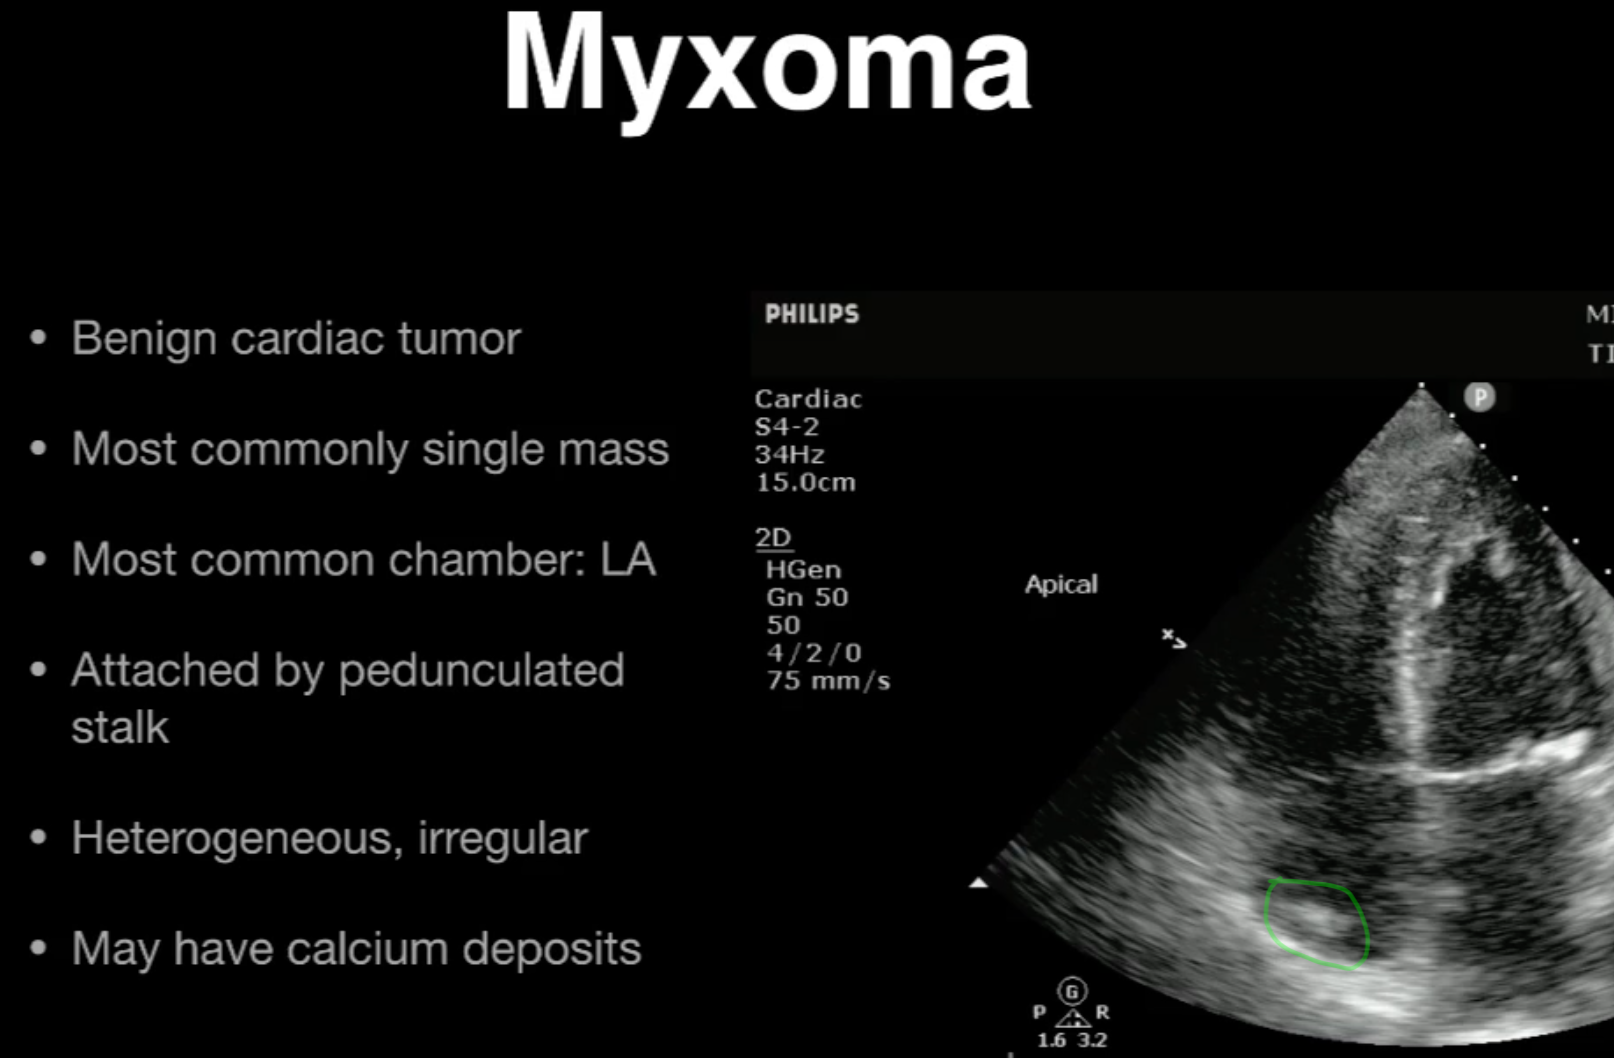 Myxoma
• Benign cardiac tumor
• Most commonly single mass
• Most common chamber: LA
• Attached by pedunculated
stalk
• Heterogeneous, irregular
• May have calcium deposits
PHILIPS
MI
TI
Cardiac
S4-2
34Hz
15.0cm
2D
HGen
Gn 50
50
4/2/0
75 mm/s
Apical
P
G
P R
1.6 3.2